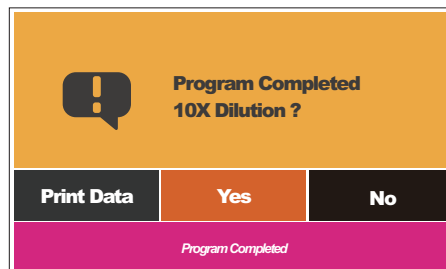 Program Completed
10X Dilution ?
Print Data
Yes
No
Program Completed